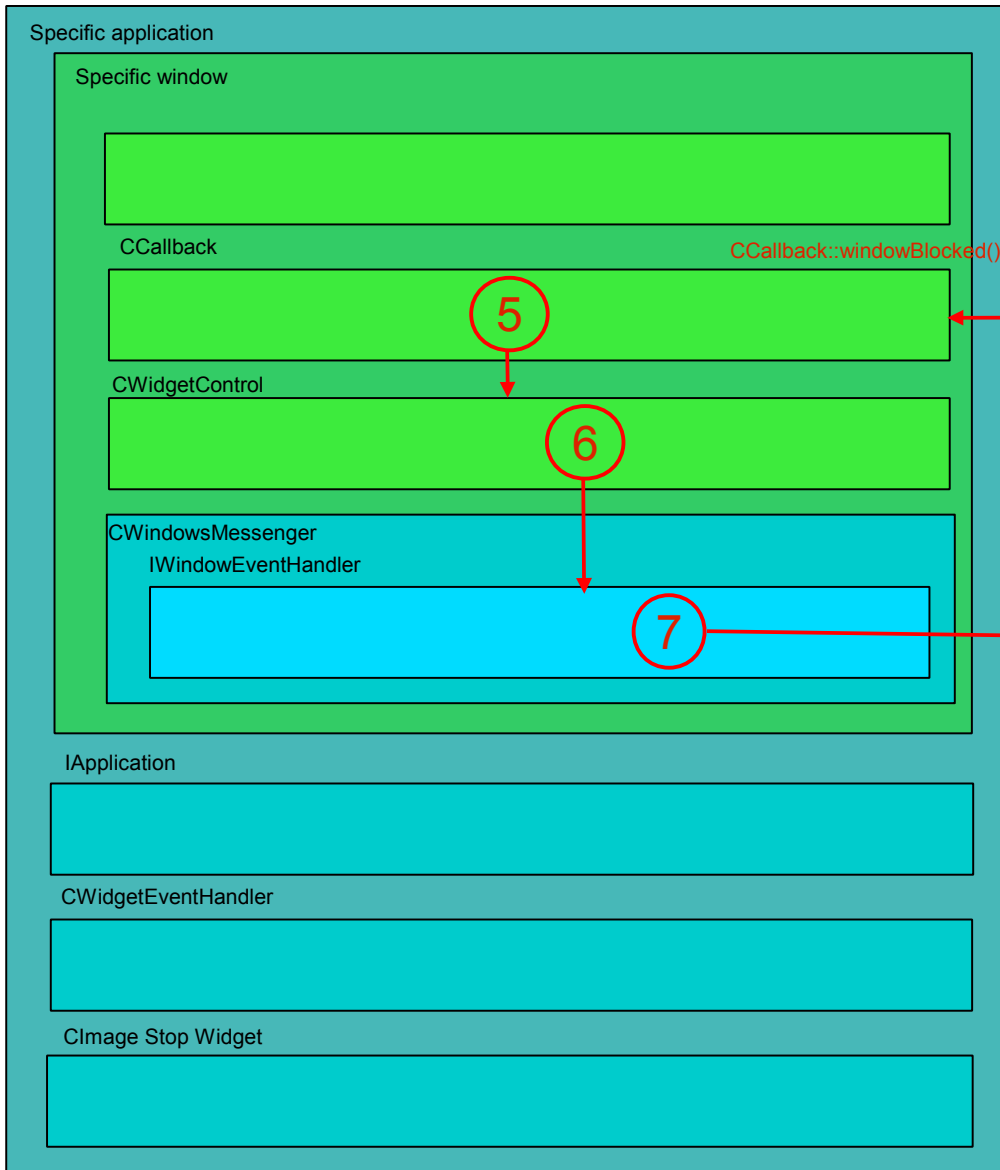 Specific application
Specific window
CCallback
CCallback::windowBlocked()
5
CWidgetControl
6
CWindowsMessenger
IWindowEventHandler
7
IApplication
CWidgetEventHandler
CImage Stop Widget